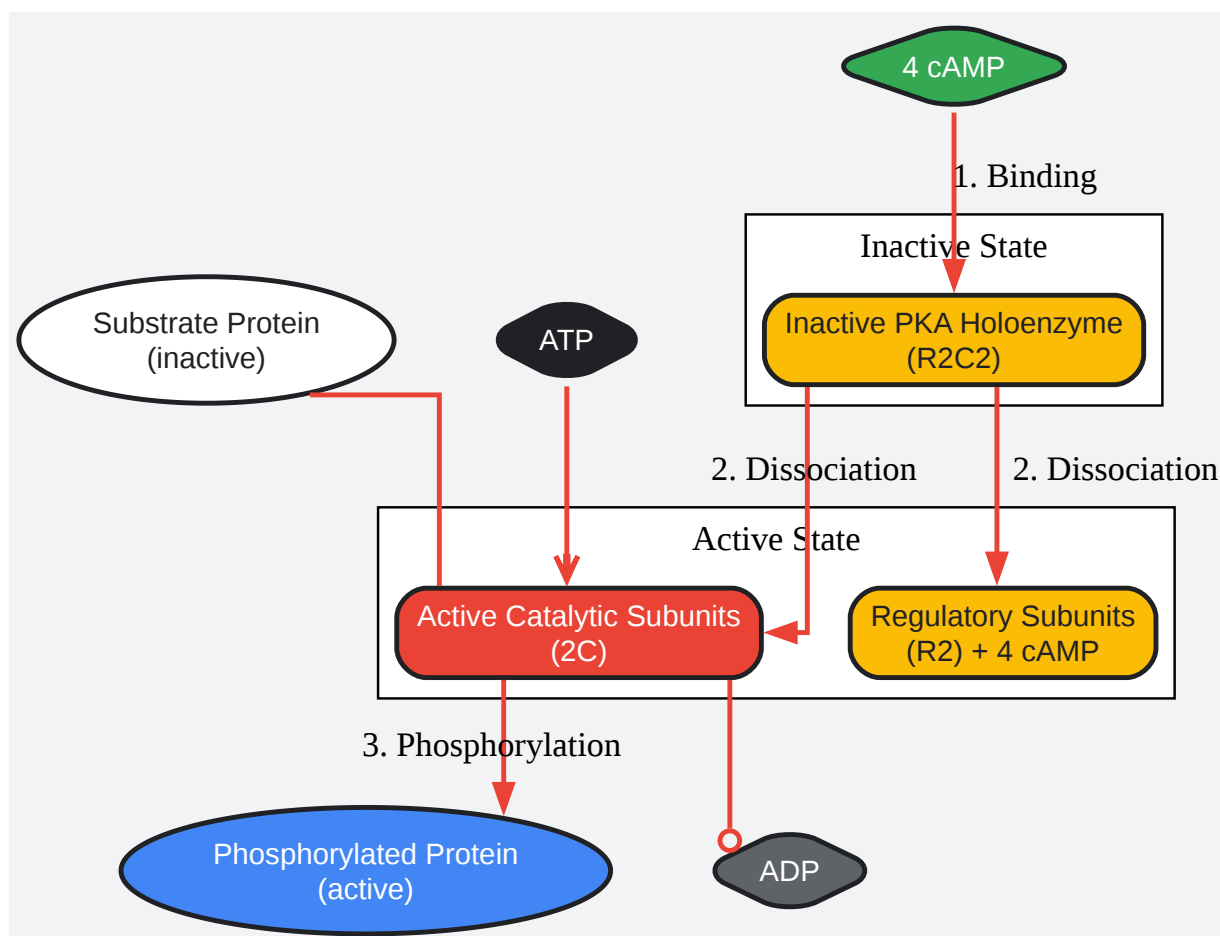 4 cAMP
1. Binding
Inactive State
Inactive PKA Holoenzyme
(R2C2)
Substrate Protein
(inactive)
ATP
2. Dissociation
2. Dissociation
Active State
Active Catalytic Subunits
(2C)
Regulatory Subunits
(R2) + 4 cAMP
3. Phosphorylation
Phosphorylated Protein
(active)
ADP